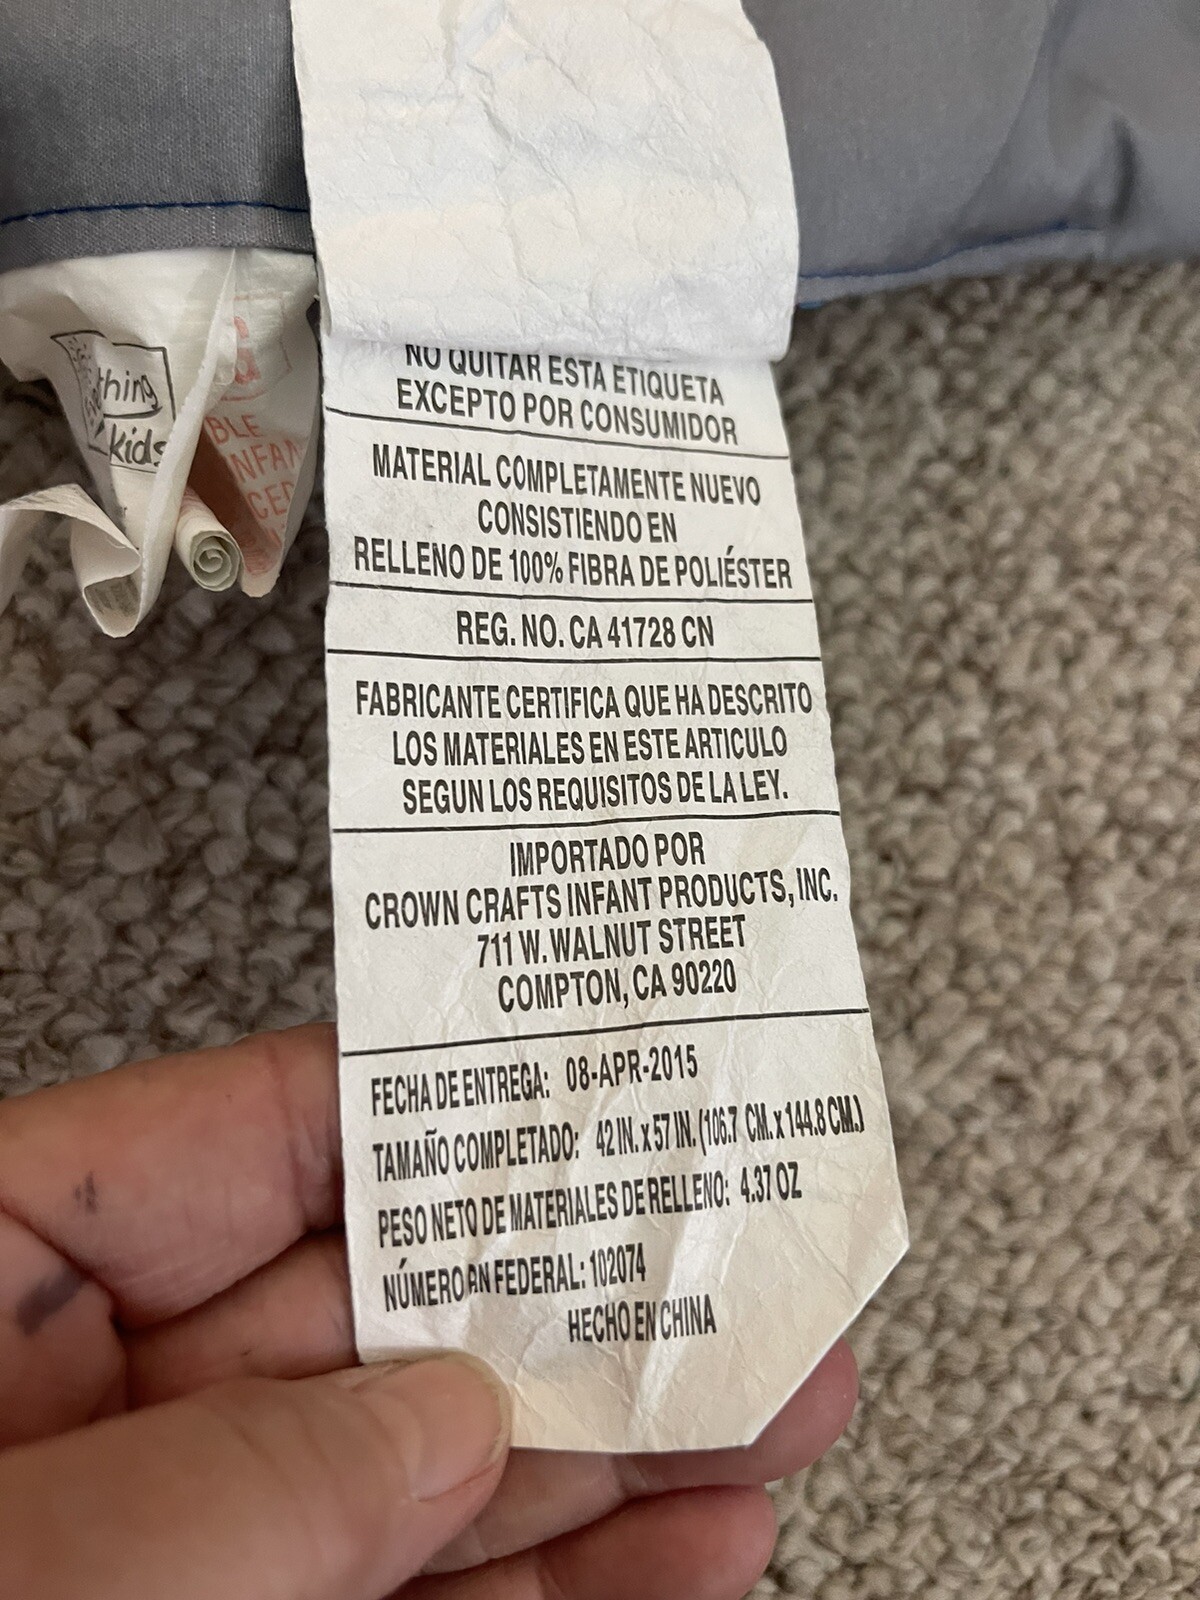 NO QUITAR ESTA ETIQUETA
EXCEPTO POR CONSUMIDOR
MATERIAL COMPLETAMENTE NUEVO
CONSISTIENDO EN
RELLENO DE 100% FIBRA DE POLIÉSTER
REG. NO. CA 41728 CN
FABRICANTE CERTIFICA QUE HA DESCRITO
LOS MATERIALES EN ESTE ARTICULO
SEGUN LOS REQUISITOS DE LA LEY.
IMPORTADO POR
CROWN CRAFTS INFANT PRODUCTS, INC.
711 W. WALNUT STREET
COMPTON, CA 90220
FECHA DE ENTREGA: 08-APR-2015
TAMAÑO COMPLETADO: 42 IN. x 57 IN. (106.7 CM. x 144.8 CM.)
PESO NETO DE MATERIALES DE RELLENO: 4.37 OZ
NÚMERO RN FEDERAL: 102074
HECHO EN CHINA
thing
kids
BLE